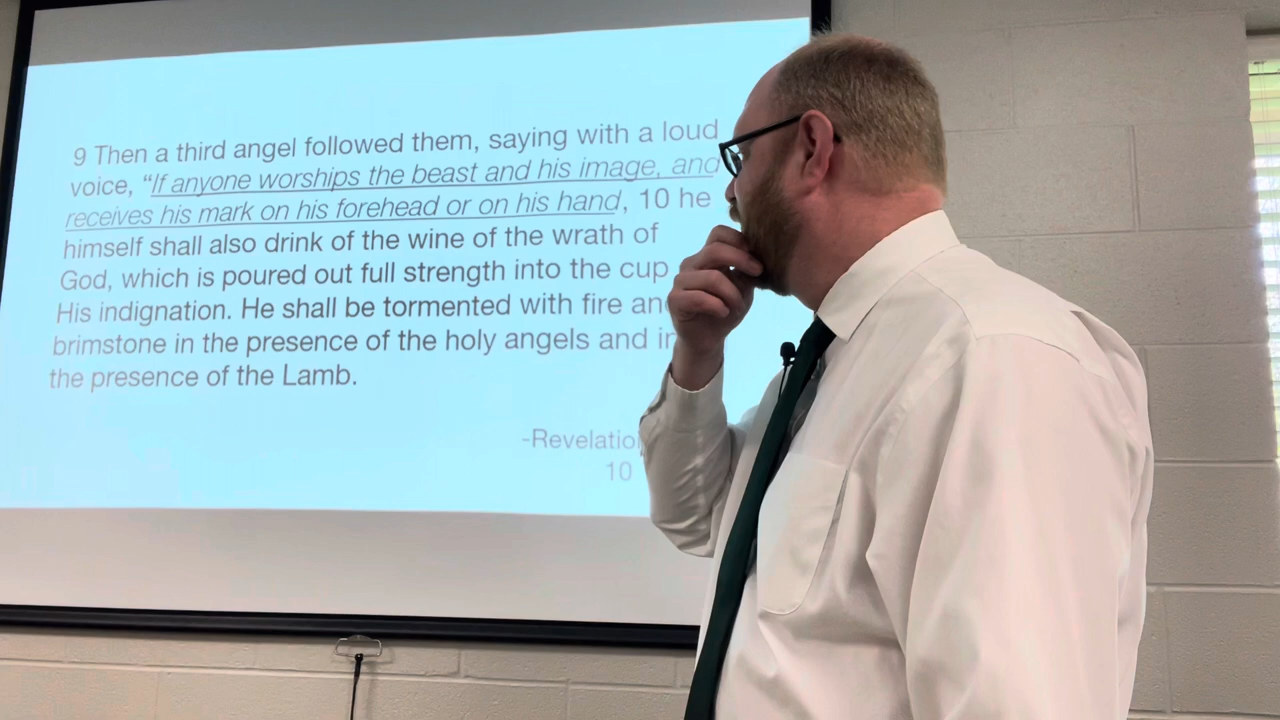 9 Then a third angel followed them, saying with a loud
voice, “If anyone worships the beast and his image, and
receives his mark on his forehead or on his hand, 10 he
himself shall also drink of the wine of the wrath of
God, which is poured out full strength into the cup
His indignation. He shall be tormented with fire an
brimstone in the presence of the holy angels and in
the presence of the Lamb.
-Revelatio
10